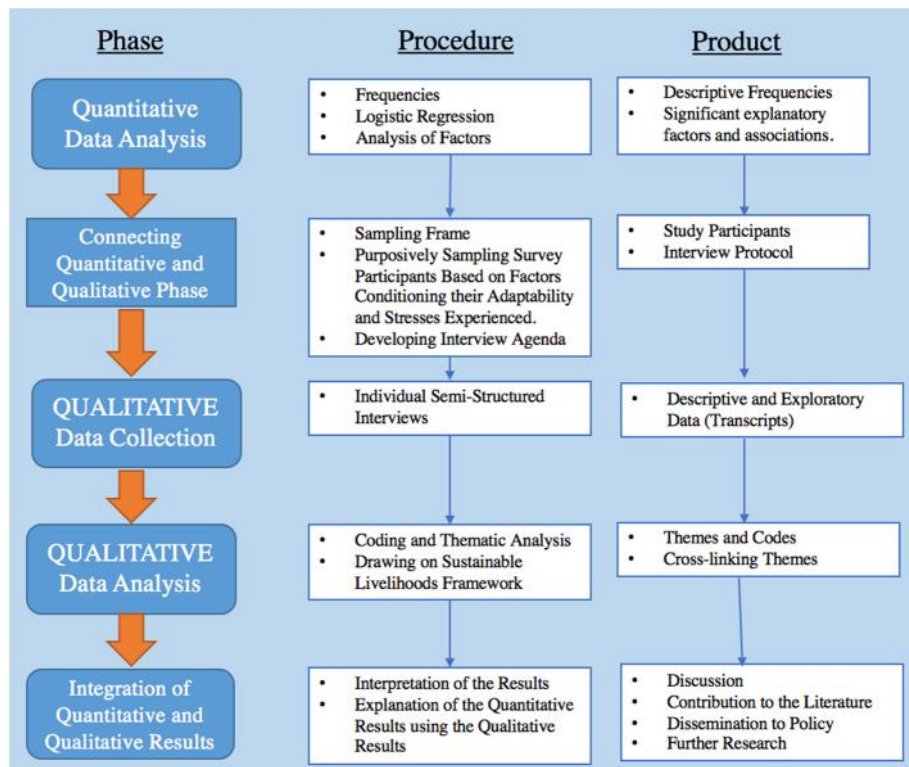 Phase
Procedure
Product
Quantitative
Data Analysis
• Frequencies
• Logistic Regression
• Analysis of Factors
• Descriptive Frequencies
• Significant explanatory
factors and associations.
Connecting
Quantitative and
Qualitative Phase
• Sampling Frame
• Purposively Sampling Survey
Participants Based on Factors
Conditioning their Adaptability
and Stresses Experienced.
• Developing Interview Agenda
• Study Participants
• Interview Protocol
QUALITATIVE
Data Collection
• Individual Semi-Structured
Interviews
• Descriptive and Exploratory
Data (Transcripts)
QUALITATIVE
Data Analysis
• Coding and Thematic Analysis
• Drawing on Sustainable
Livelihoods Framework
• Themes and Codes
• Cross-linking Themes
Integration of
Quantitative and
Qualitative Results
• Interpretation of the Results
• Explanation of the Quantitative
Results using the Qualitative
Results
• Discussion
• Contribution to the Literature
• Dissemination to Policy
• Further Research